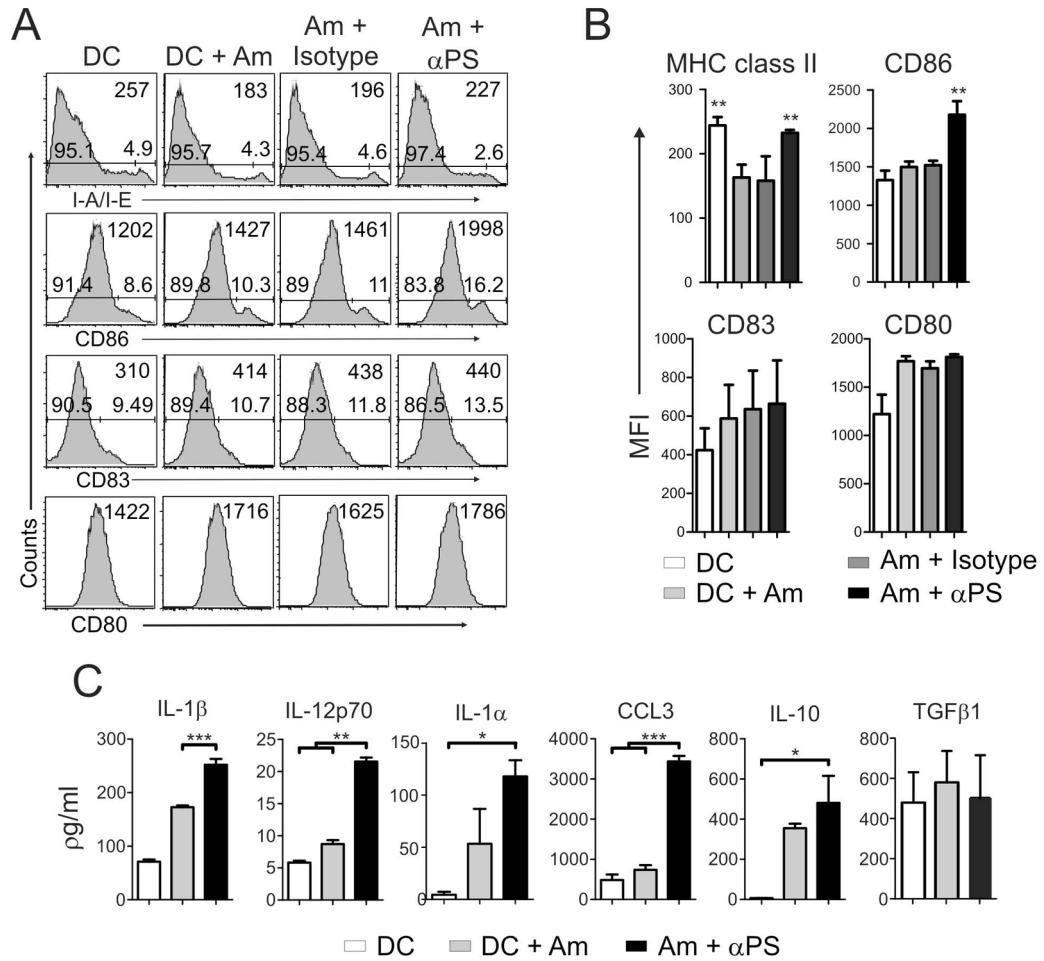 A
DC
DC + Am
Am +
Isotype
Am +
αPS
257 183 196 227
95.1 4.9 95.7 4.3 95.4 4.6 97.4 2.6
I-A/I-E
1202 1427 1461 1998
91.4 8.6 89.8 10.3 89 11 83.8 16.2
CD86
310 414 438 440
90.5 9.49 89.4 10.7 88.3 11.8 86.5 13.5
CD83
1422 1716 1625 1786
CD80
Counts
B
MHC class II
300
200
100
0
** **
CD86
2500
2000
1500
1000
500
0
**
CD83
1000
800
600
400
200
0
CD80
2000
1500
1000
500
0
MFI
DC
DC + Am
Am + Isotype
Am + αPS
C
IL-1β
300
200
100
0
***
IL-12p70
25
20
15
10
5
0
**
IL-1α
150
100
50
0
*
CCL3
4000
3000
2000
1000
0
***
IL-10
800
600
400
200
0
*
TGFβ1
800
600
400
200
0
ρg/ml
DC DC + Am Am + αPS